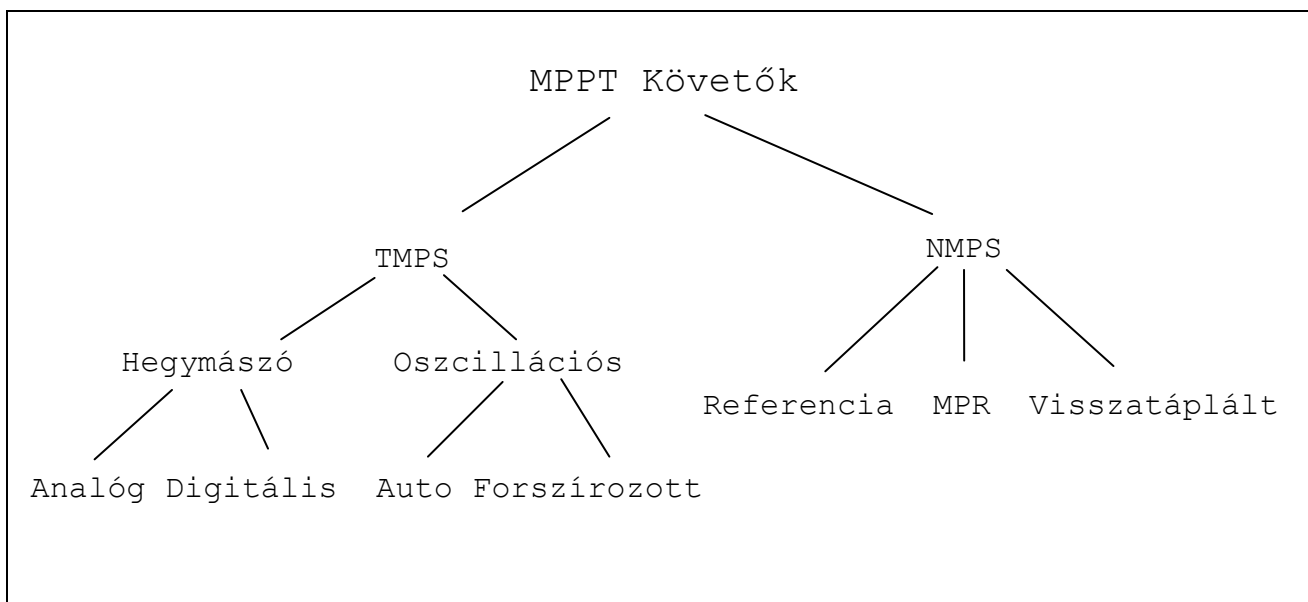 MPPT Követők
TMPS
NMPS
Hegymászó
Oszcillációs
Referencia MPR Visszatáplált
Analóg Digitális Auto Forszírozott